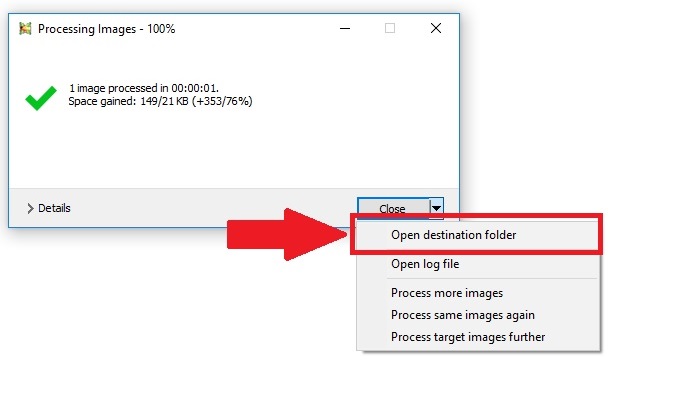 Processing Images - 100%
1 image processed in 00:00:01.
Space gained: 149/21 KB (+353/76%)
Details
Close
Open destination folder
Open log file
Process more images
Process same images again
Process target images further